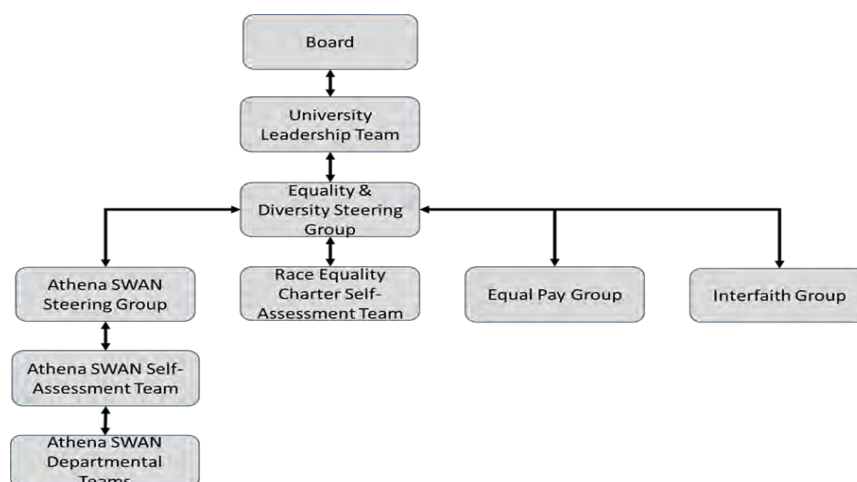 Board
University
Leadership Team
Equality &
Diversity Steering
Group
Athena SWAN
Steering Group
Race Equality
Charter Self-
Assessment Team
Equal Pay Group
Interfaith Group
Athena SWAN Self-
Assessment Team
Athena SWAN
Departmental
Teams